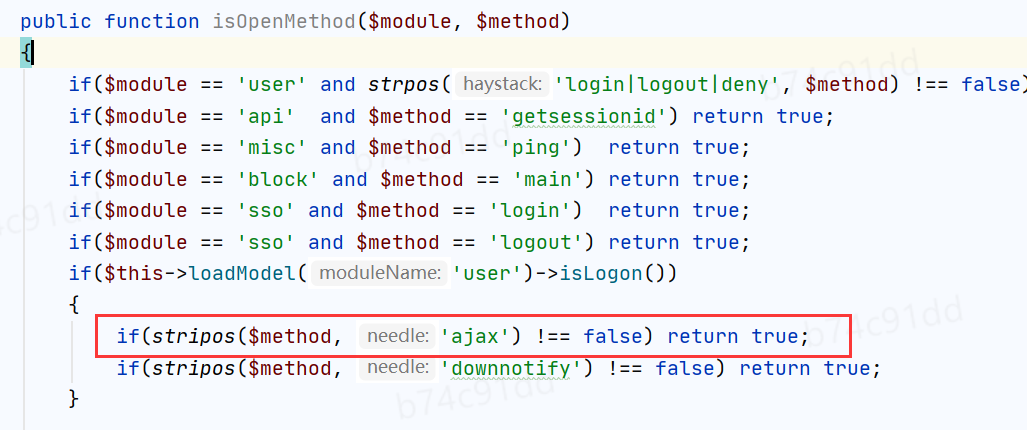 public function isOpenMethod($module, $method)
{
if($module == 'user' and strpos( haystack: 'login|logout|deny', $method) !== false)
if($module == 'api'  and $method == 'getsessionid') return true;
if($module == 'misc' and $method == 'ping')  return true;
if($module == 'block' and $method == 'main') return true;
if($module == 'sso' and $method == 'login')  return true;
if($module == 'sso' and $method == 'logout') return true;
if($this->loadModel( moduleName: 'user')->isLogon())
{
if(stripos($method, needle: 'ajax') !== false) return true;
if(stripos($method, needle: 'downnotify') !== false) return true;
}
b74c91dd
b74c91dd
b74c91dd
b74c91dd